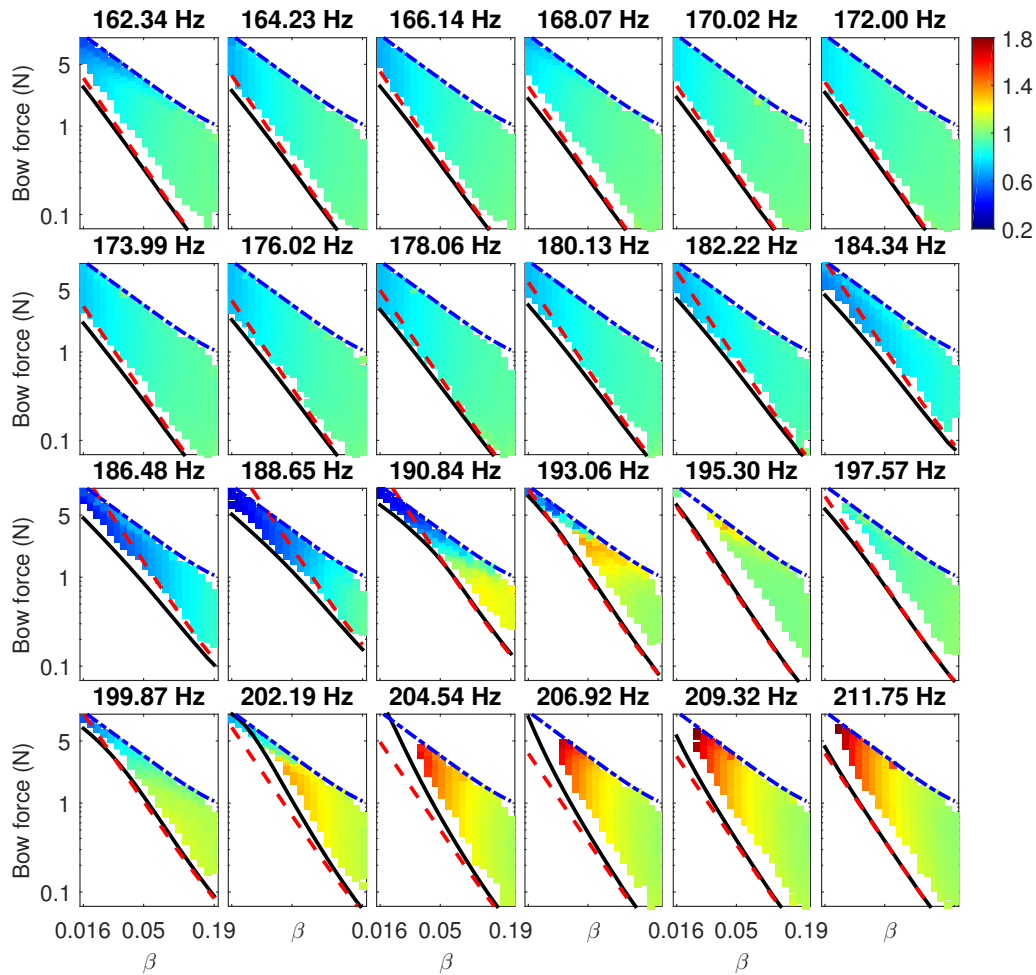 162.34 Hz 164.23 Hz 166.14 Hz 168.07 Hz 170.02 Hz 172.00 Hz
Bow force (N)
5
1
0.1
1.8
1.4
1
0.6
0.2
173.99 Hz 176.02 Hz 178.06 Hz 180.13 Hz 182.22 Hz 184.34 Hz
Bow force (N)
5
1
0.1
186.48 Hz 188.65 Hz 190.84 Hz 193.06 Hz 195.30 Hz 197.57 Hz
Bow force (N)
5
1
0.1
199.87 Hz 202.19 Hz 204.54 Hz 206.92 Hz 209.32 Hz 211.75 Hz
Bow force (N)
5
1
0.1
0.016 0.05 0.19 β 0.016 0.05 0.19 β 0.016 0.05 0.19 β
β β β